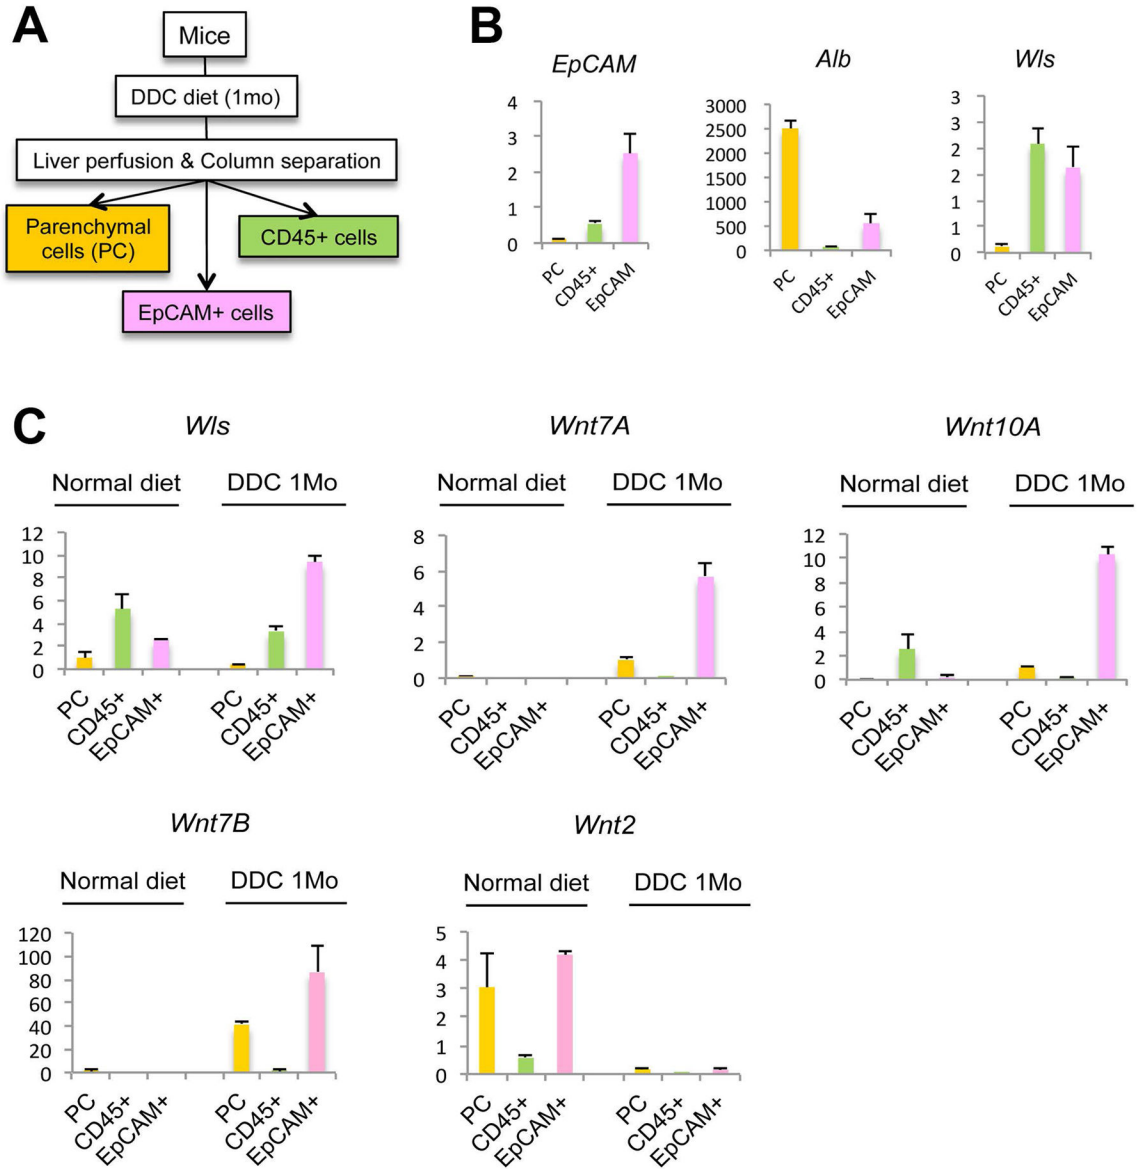 A
Mice
DDC diet (1mo)
Liver perfusion & Column separation
Parenchymal
cells (PC)
CD45+ cells
EpCAM+ cells
B
EpCAM
4
3
2
1
0
PC
CD45+
EpCAM
Alb
3000
2500
2000
1500
1000
500
0
PC
CD45+
EpCAM
Wls
3
3
2
2
1
1
0
PC
CD45+
EpCAM
C
Wls
Normal diet
DDC 1Mo
12
10
8
6
4
2
0
PC
CD45+
EpCAM+
PC
CD45+
EpCAM+
Wnt7A
Normal diet
DDC 1Mo
8
6
4
2
0
PC
CD45+
EpCAM+
PC
CD45+
EpCAM+
Wnt10A
Normal diet
DDC 1Mo
12
10
8
6
4
2
0
PC
CD45+
EpCAM+
PC
CD45+
EpCAM+
Wnt7B
Normal diet
DDC 1Mo
120
100
80
60
40
20
0
PC
CD45+
EpCAM+
PC
CD45+
EpCAM+
Wnt2
Normal diet
DDC 1Mo
5
4
3
2
1
0
PC
CD45+
EpCAM+
PC
CD45+
EpCAM+